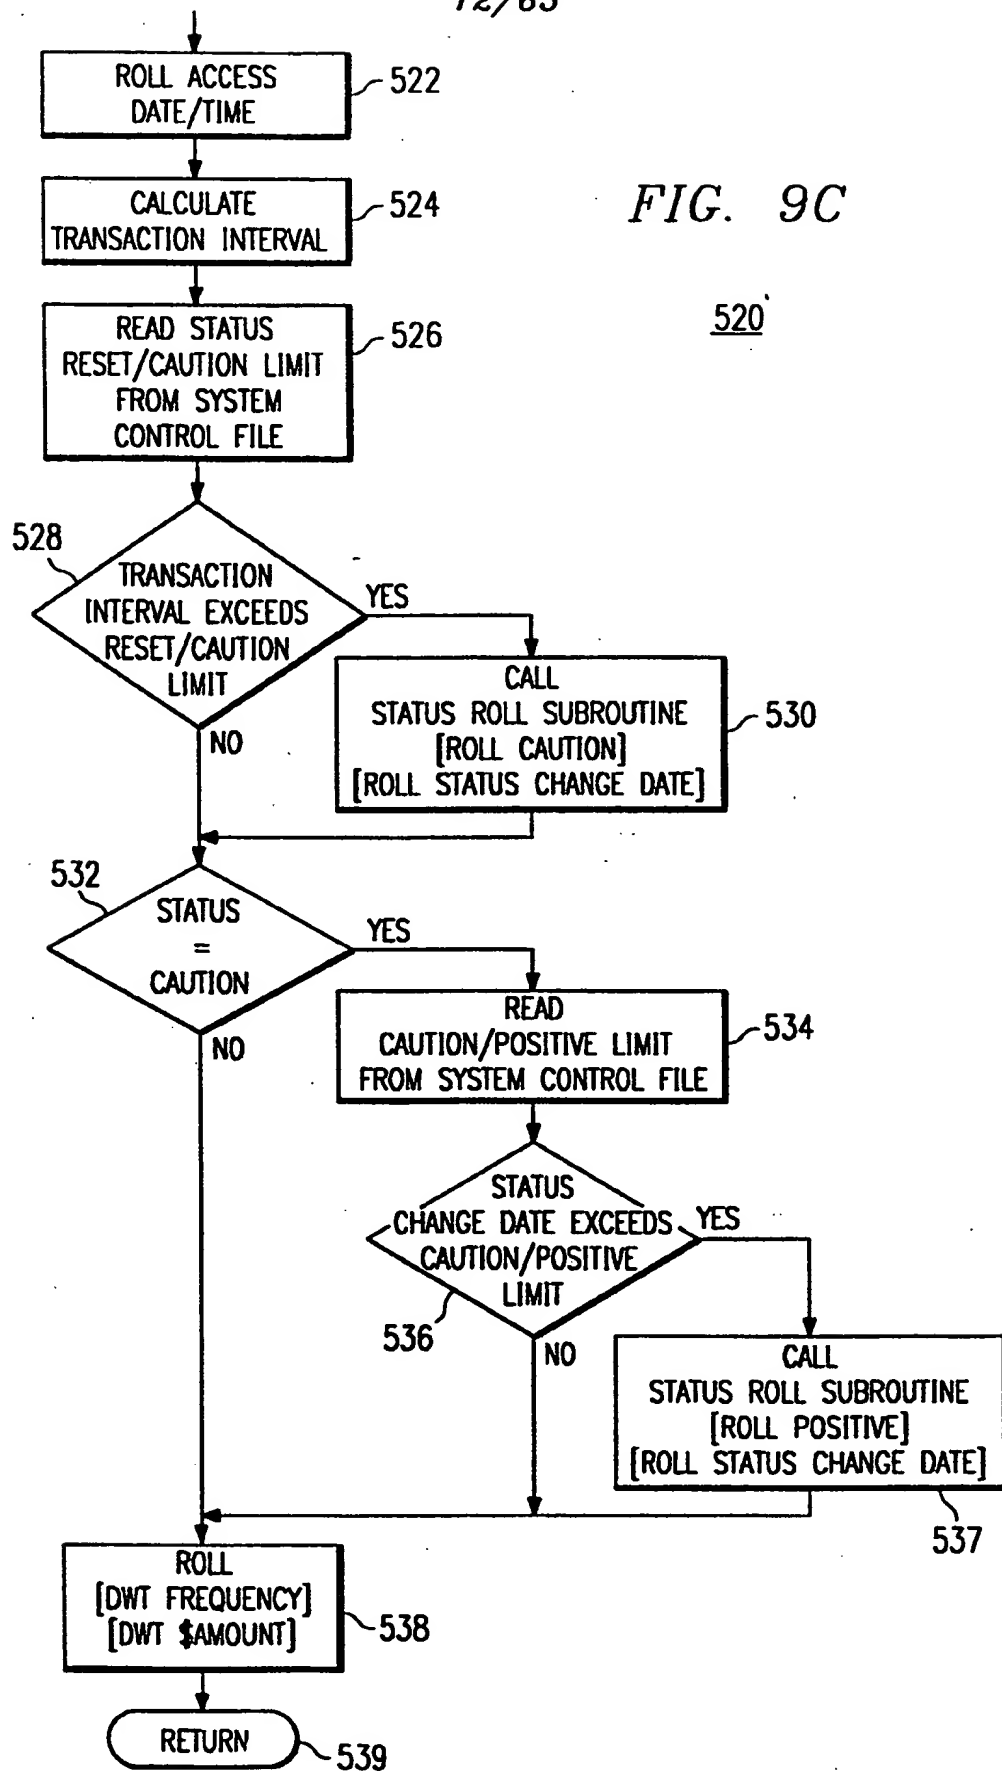 12/85
ROLL ACCESS
DATE/TIME
522
CALCULATE
TRANSACTION INTERVAL
524
FIG. 9C
520'
READ STATUS
RESET/CAUTION LIMIT
FROM SYSTEM
CONTROL FILE
526
528
TRANSACTION
INTERVAL EXCEEDS
RESET/CAUTION
LIMIT
YES
NO
CALL
STATUS ROLL SUBROUTINE
[ROLL CAUTION]
[ROLL STATUS CHANGE DATE]
530
532
STATUS
=
CAUTION
YES
NO
READ
CAUTION/POSITIVE LIMIT
FROM SYSTEM CONTROL FILE
534
STATUS
CHANGE DATE EXCEEDS
CAUTION/POSITIVE
LIMIT
YES
536
NO
CALL
STATUS ROLL SUBROUTINE
[ROLL POSITIVE]
[ROLL STATUS CHANGE DATE]
537
ROLL
[DWT FREQUENCY]
[DWT $AMOUNT]
538
RETURN
539